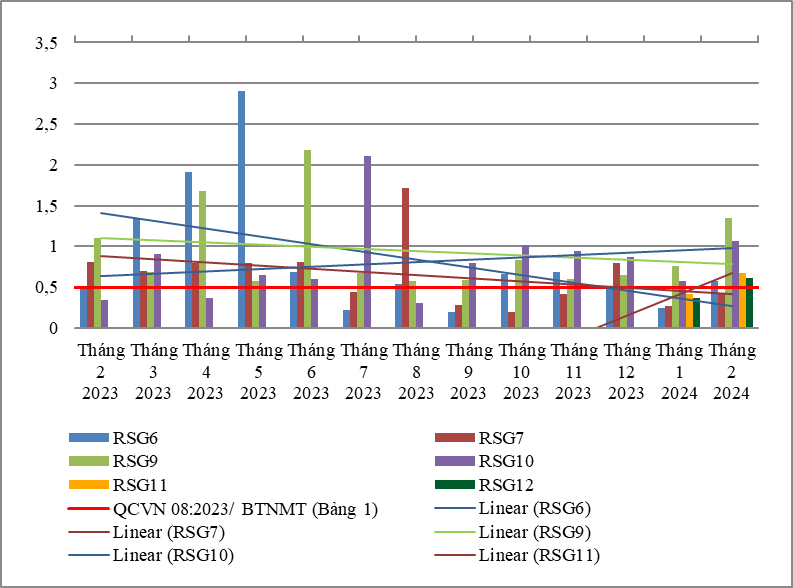 3,5
3
2,5
2
1,5
1
0,5
0
Tháng 2 2023
Tháng 3 2023
Tháng 4 2023
Tháng 5 2023
Tháng 6 2023
Tháng 7 2023
Tháng 8 2023
Tháng 9 2023
Tháng 10 2023
Tháng 11 2023
Tháng 12 2023
Tháng 1 2024
Tháng 2 2024
RSG6
RSG7
RSG9
RSG10
RSG11
RSG12
QCVN 08:2023/ BTNMT (Bảng 1)
Linear (RSG6)
Linear (RSG7)
Linear (RSG9)
Linear (RSG10)
Linear (RSG11)